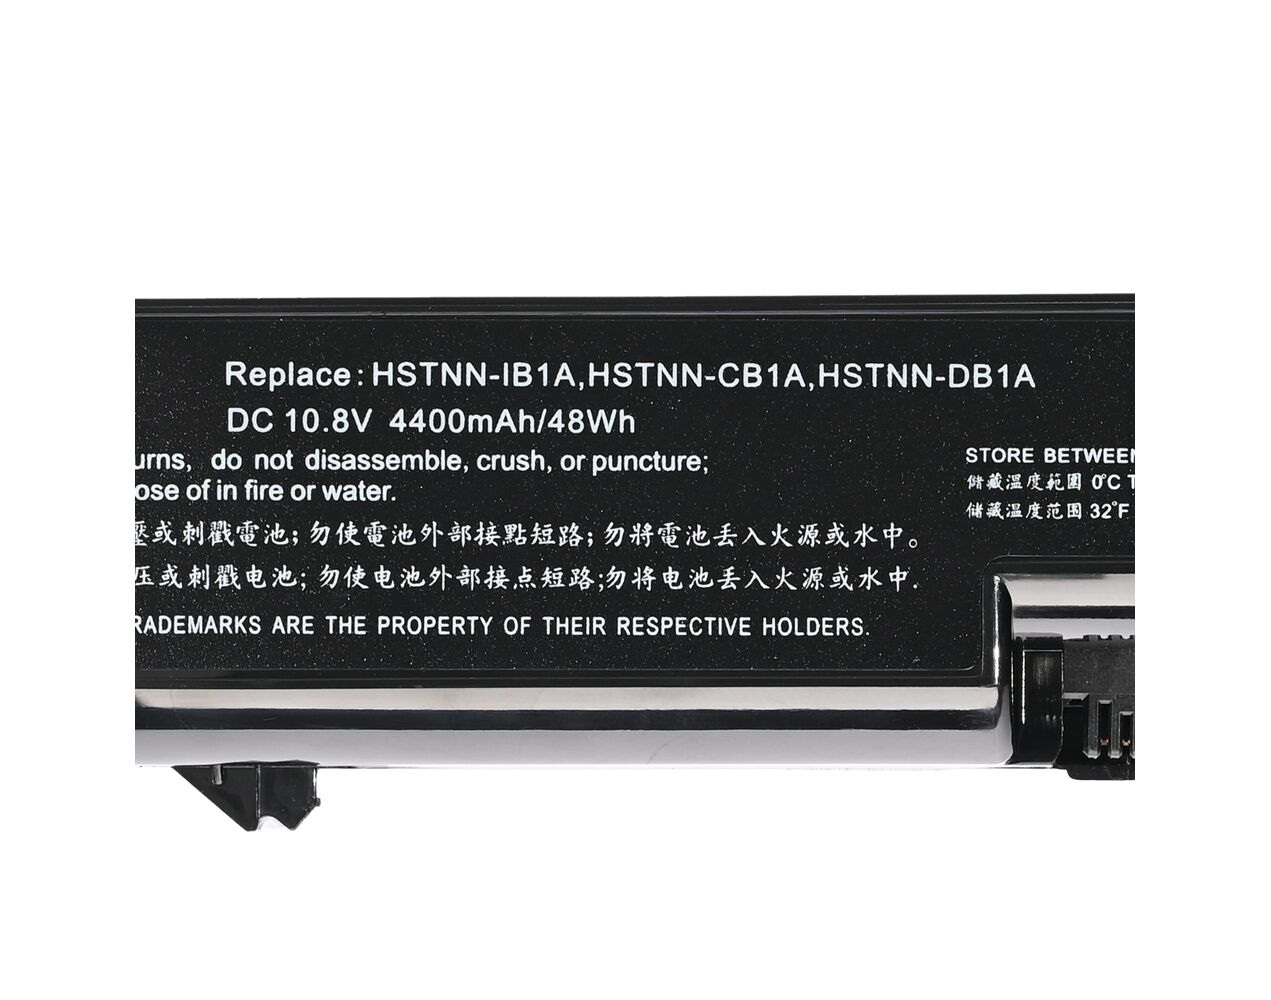 Replace: HSTNN-IB1A,HSTNN-CB1A,HSTNN-DB1A
DC 10.8V 4400mAh/48Wh
urns, do not disassemble, crush, or puncture;
ose of in fire or water.
壓或刺戳電池；勿使電池外部接點短路；勿將電池丟入火源或水中。
压或刺戳电池；勿使电池外部接点短路;勿将电池丢入火源或水中.
RADEMARKS ARE THE PROPERTY OF THEIR RESPECTIVE HOLDERS.
STORE BETWEEN
儲藏溫度範圍 0°C T
储藏温度范围 32°F